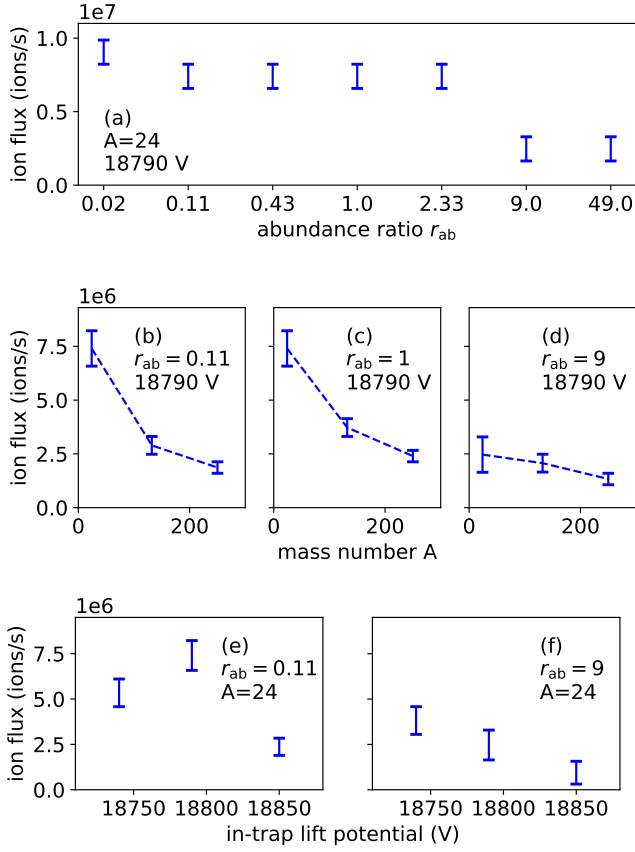 1e7
ion flux (ions/s)
1.0
0.5
0.0
(a)
A=24
18790 V
0.02 0.11 0.43 1.0 2.33 9.0 49.0
abundance ratio r_ab
1e6
ion flux (ions/s)
7.5
5.0
2.5
0.0
(b)
r_ab = 0.11
18790 V
(c)
r_ab = 1
18790 V
(d)
r_ab = 9
18790 V
0 200 0 200 0 200
mass number A
1e6
ion flux (ions/s)
7.5
5.0
2.5
0.0
(e)
r_ab = 0.11
A=24
(f)
r_ab = 9
A=24
18750 18800 18850 18750 18800 18850
in-trap lift potential (V)